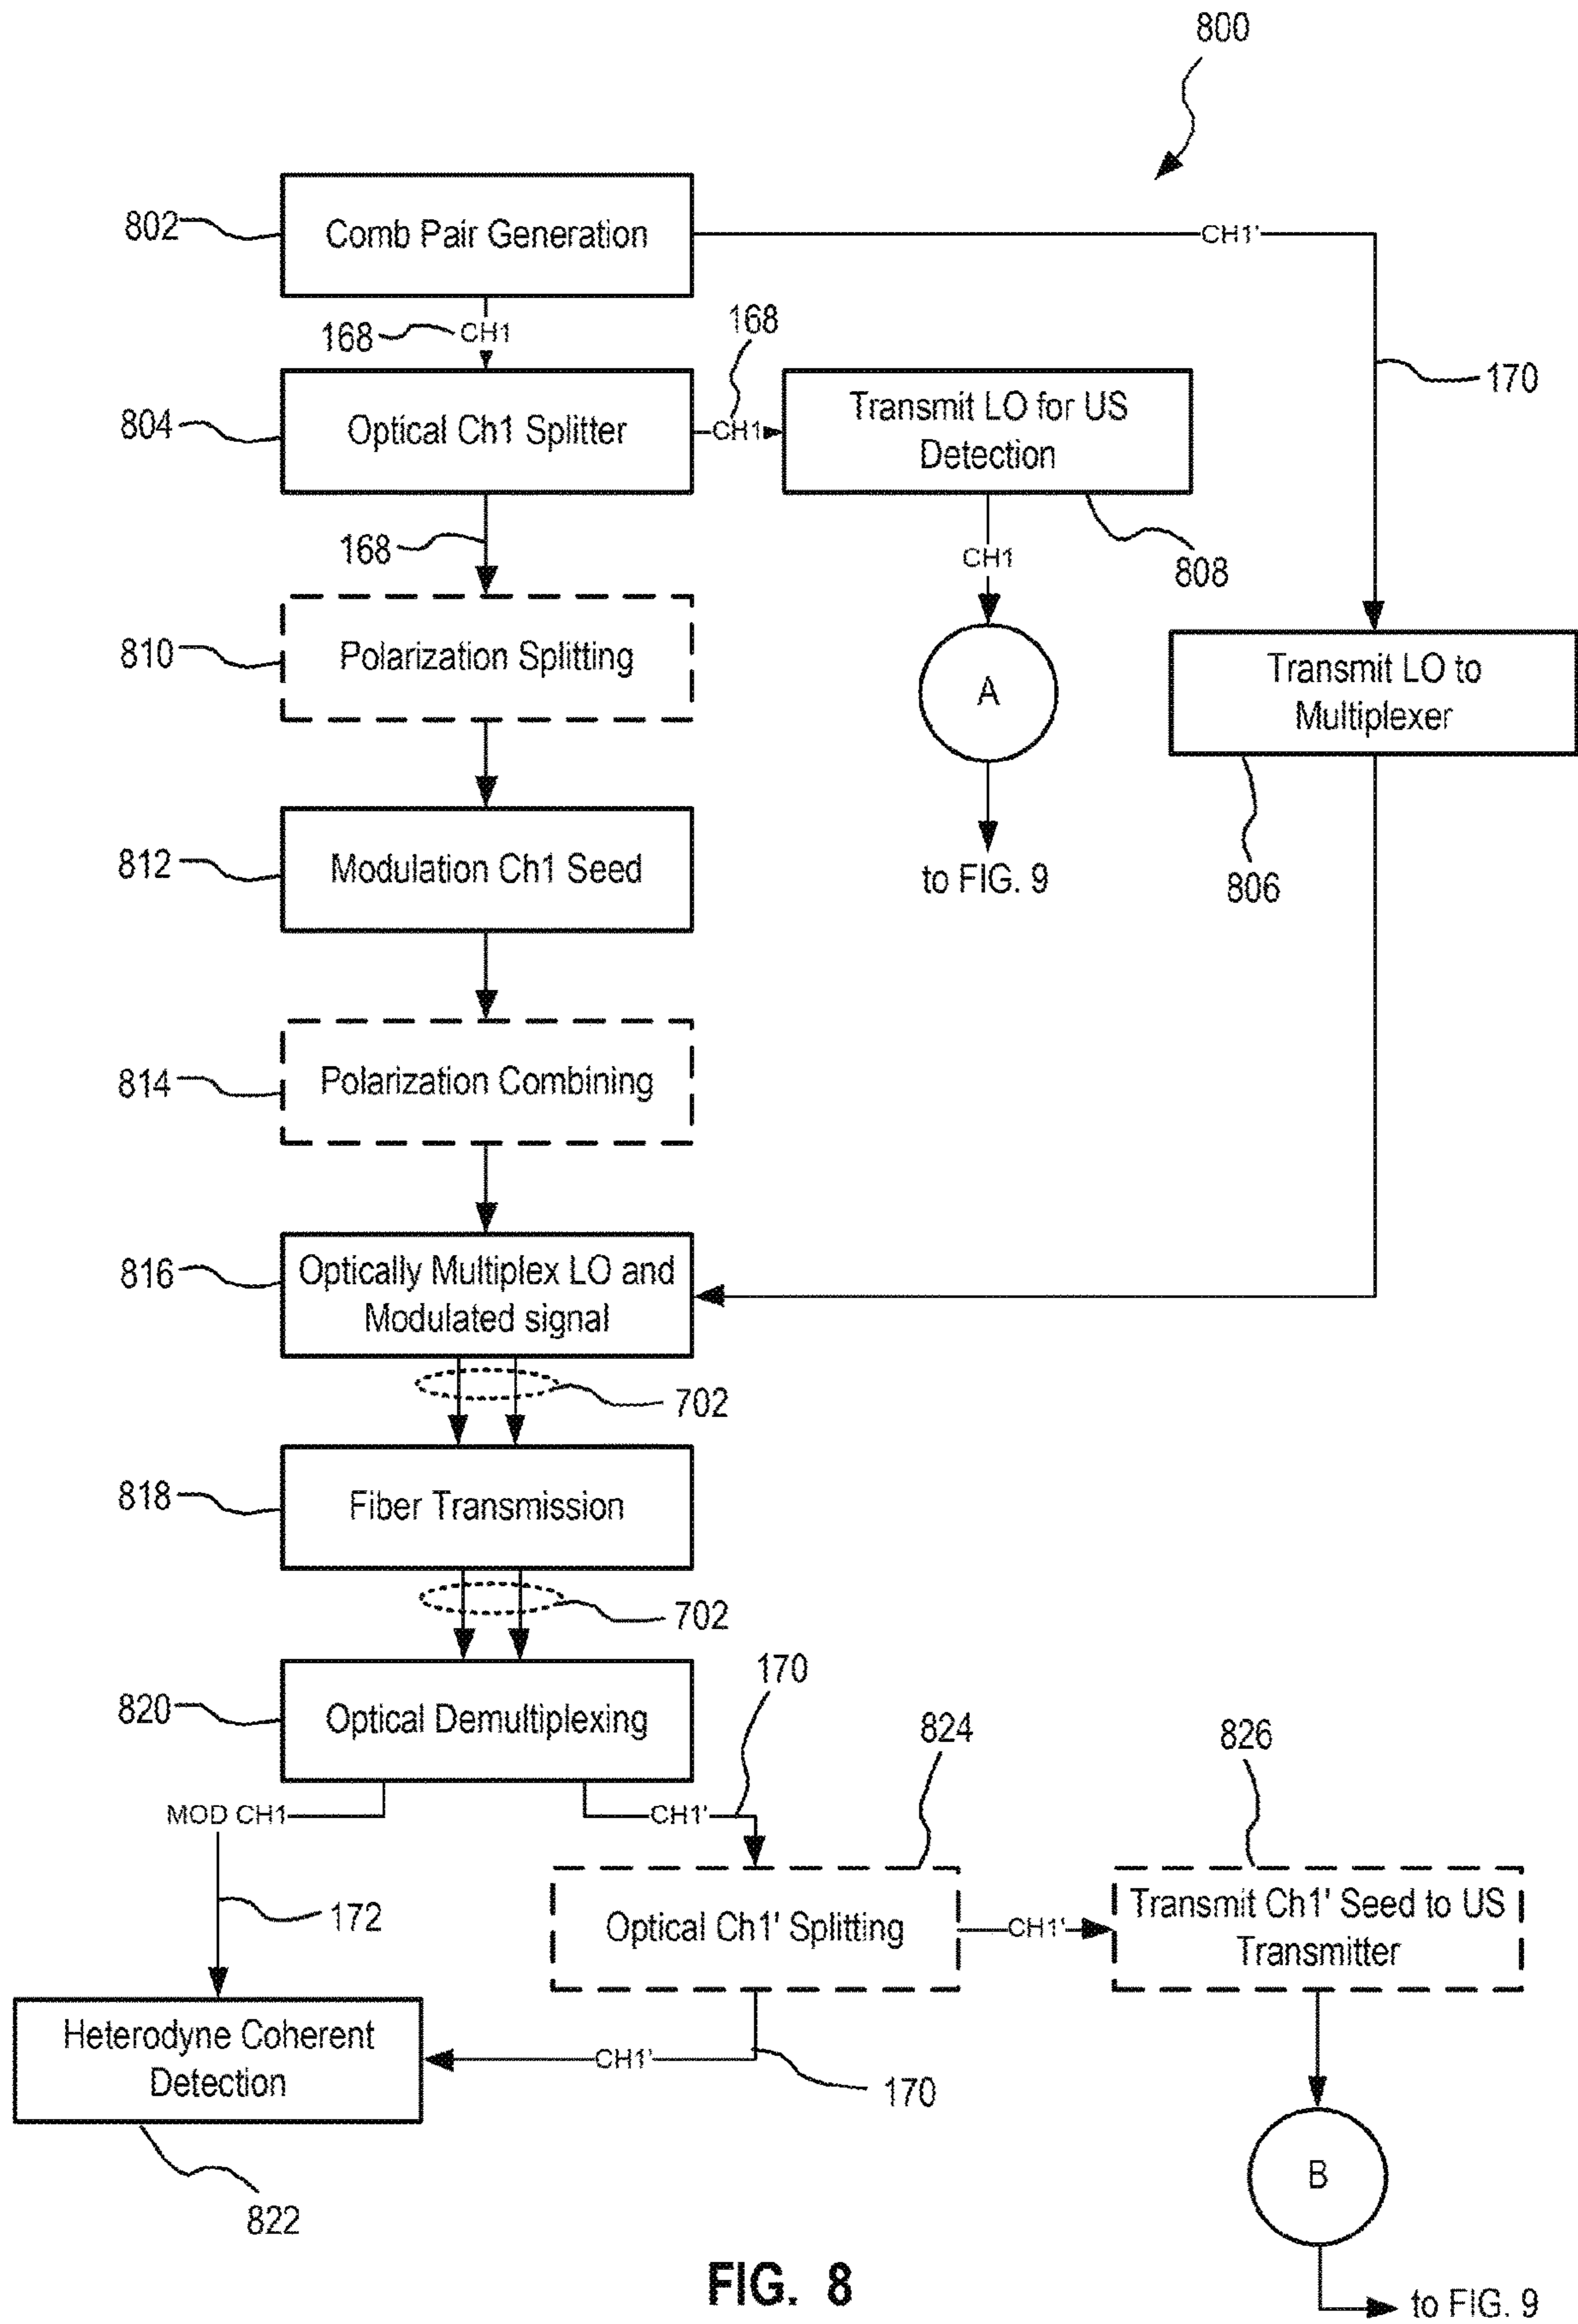 800
802
Comb Pair Generation
CH1'
168
CH1
168
170
804
Optical Ch1 Splitter
CH1
Transmit LO for US
Detection
168
CH1
808
810
Polarization Splitting
A
Transmit LO to
Multiplexer
812
Modulation Ch1 Seed
to FIG. 9
806
814
Polarization Combining
816
Optically Multiplex LO and
Modulated signal
702
818
Fiber Transmission
702
820
Optical Demultiplexing
170
824
826
MOD CH1
CH1'
172
Optical Ch1' Splitting
CH1'
Transmit Ch1' Seed to US
Transmitter
Heterodyne Coherent
Detection
CH1'
170
822
B
FIG. 8
to FIG. 9